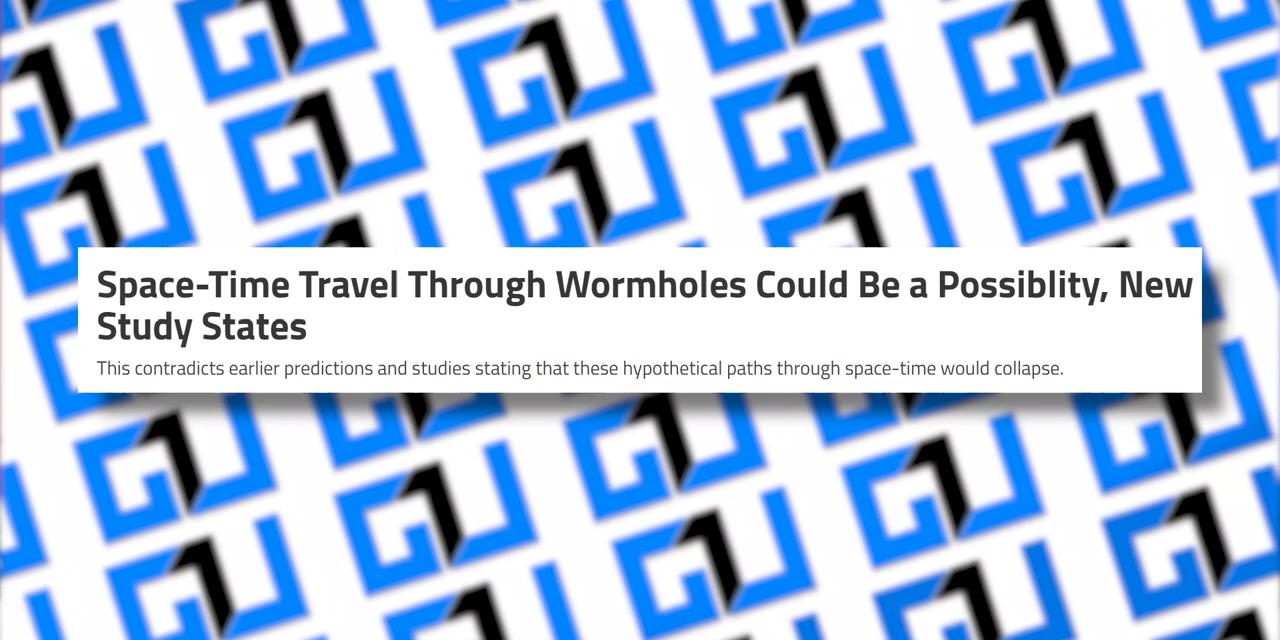 Space-Time Travel Through Wormholes Could Be a Possiblity, New
Study States
This contradicts earlier predictions and studies stating that these hypothetical paths through space-time would collapse.